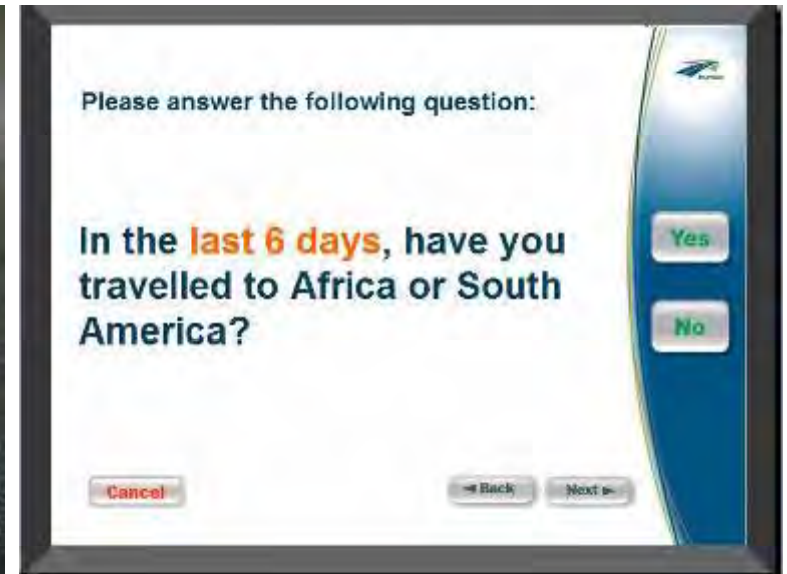 Please answer the following question:
In the last 6 days, have you
travelled to Africa or South
America?
Yes
No
Cancel
◄ Back
Next ►